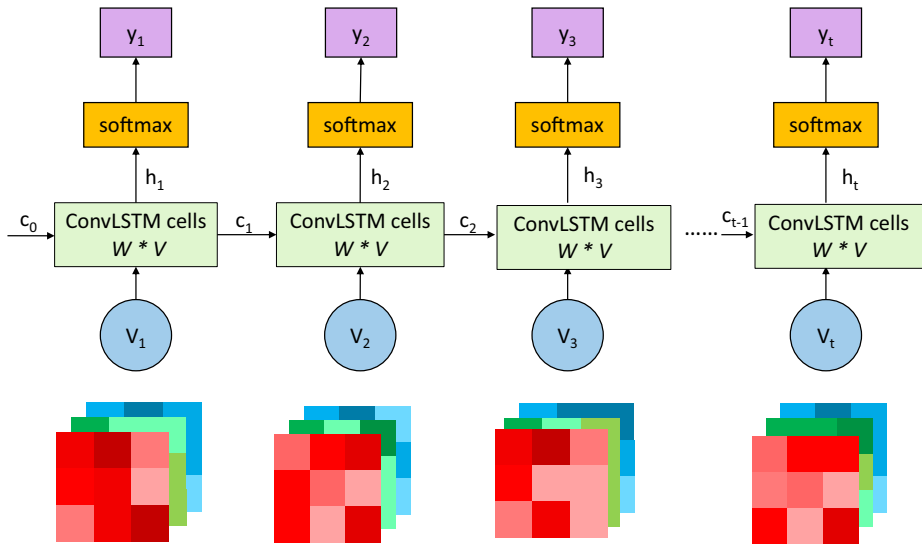 y1 y2 y3 yt
softmax softmax softmax softmax
h1 h2 h3 ht
c0 ConvLSTM cells c1 ConvLSTM cells c2 ConvLSTM cells ...... ct-1 ConvLSTM cells
W * V W * V W * V W * V
V1 V2 V3 Vt